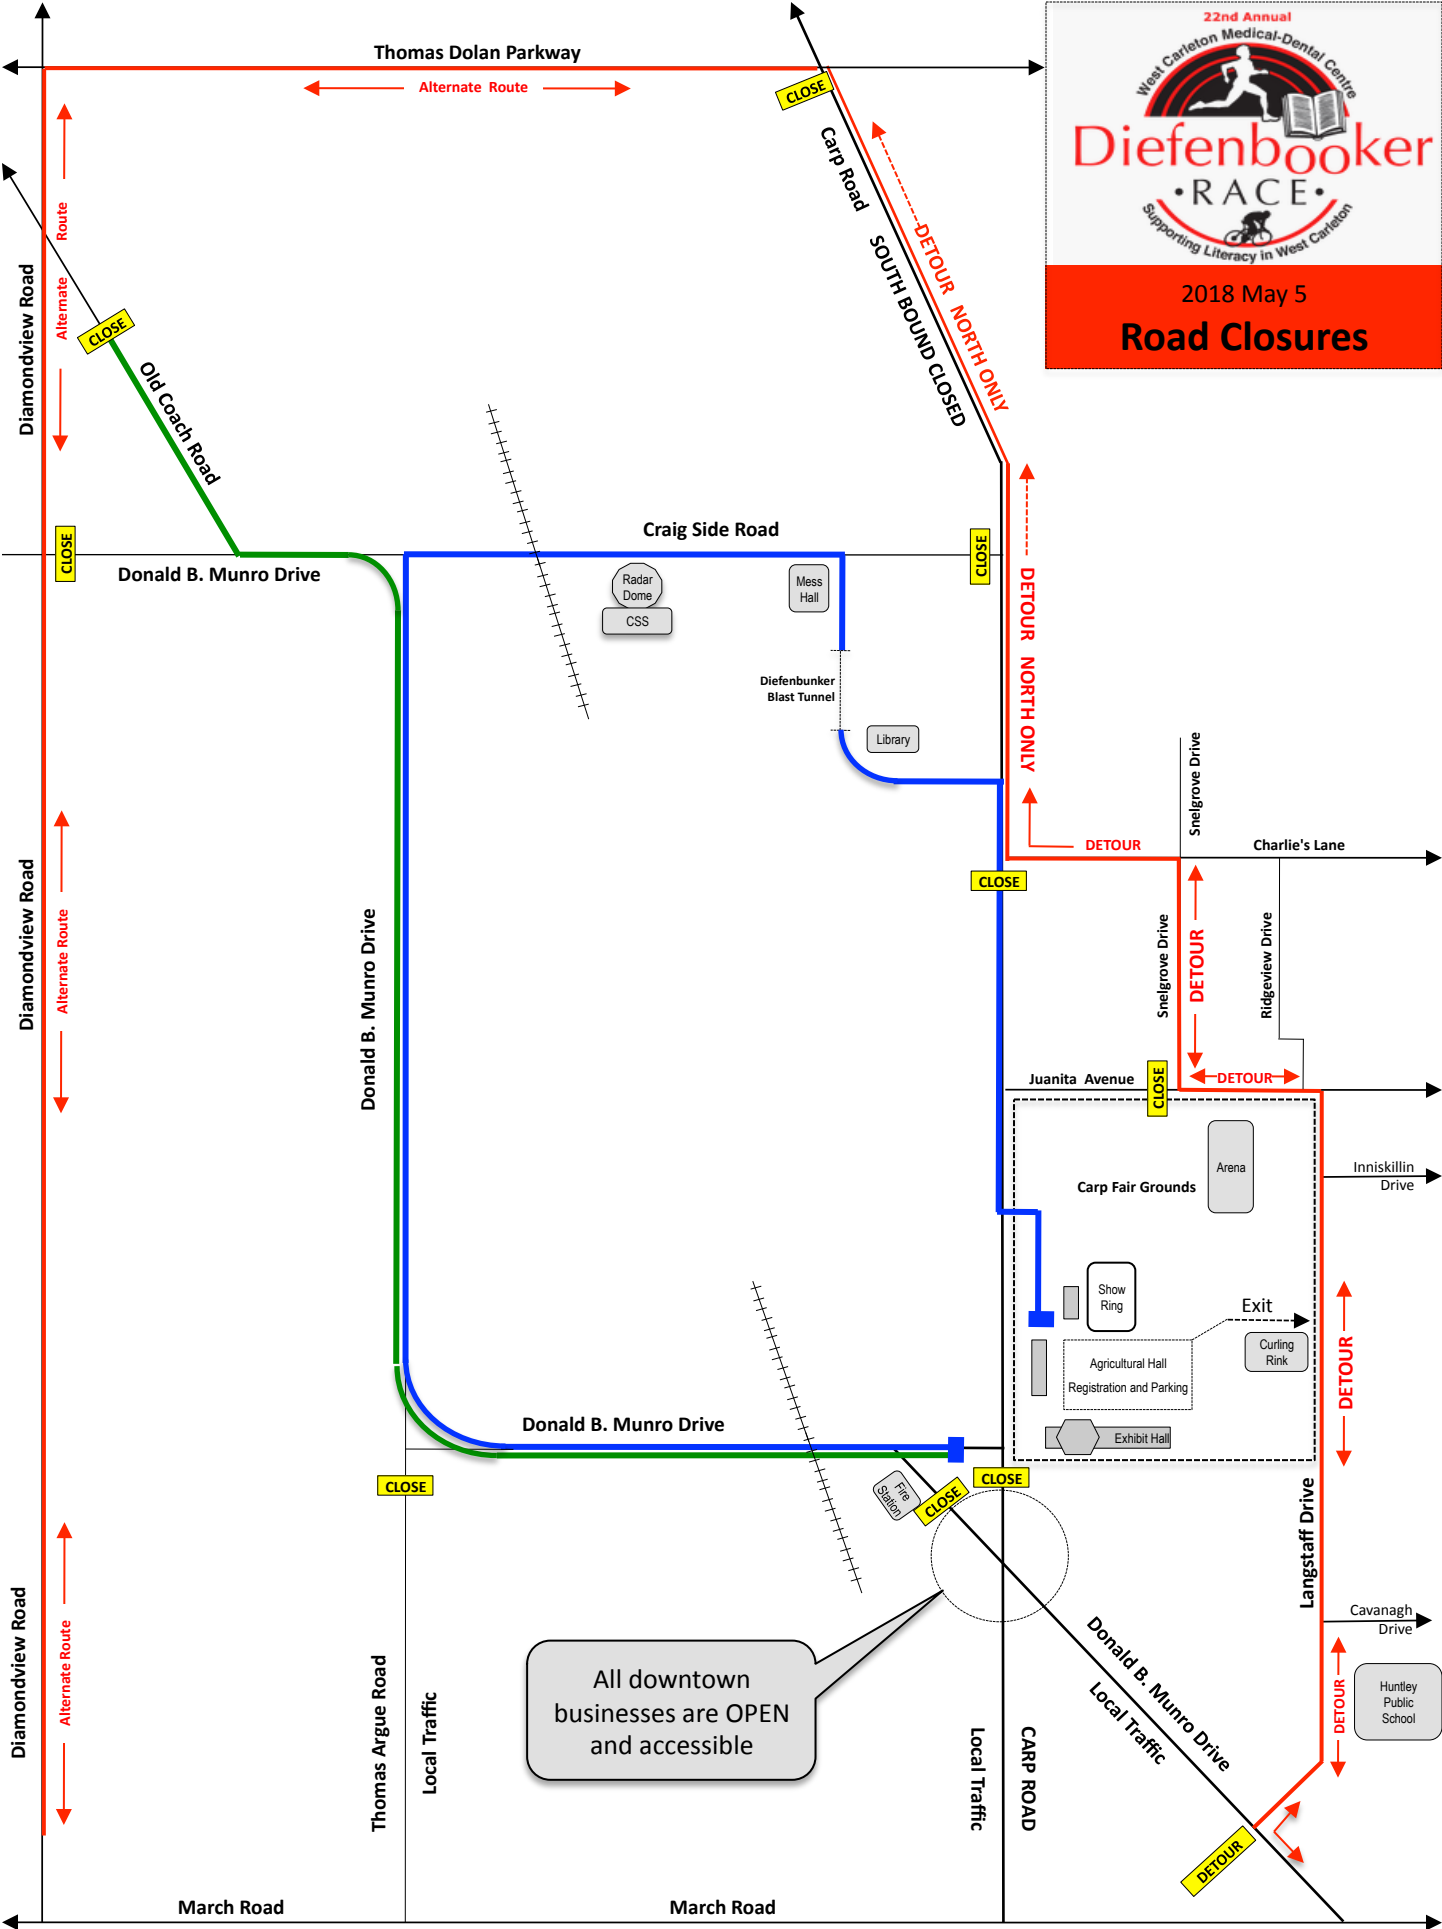 22nd Annual
West Carleton Medical-Dental Centre
Diefenbooker
•RACE•
Supporting Literacy in West Carleton
2018 May 5
Road Closures
Thomas Dolan Parkway
Alternate Route
CLOSE
Carp Road
SOUTH BOUND CLOSED
DETOUR NORTH ONLY
Alternate Route
Diamondview Road
CLOSE
Old Coach Road
CLOSE
Donald B. Munro Drive
Craig Side Road
CLOSE
Radar
Dome
CSS
Mess
Hall
DETOUR NORTH ONLY
Diefenbunker
Blast Tunnel
Library
Snelgrove Drive
DETOUR
Charlie's Lane
CLOSE
Diamondview Road
Alternate Route
Donald B. Munro Drive
Snelgrove Drive
DETOUR
Ridgeview Drive
Juanita Avenue
CLOSE
DETOUR
Arena
Carp Fair Grounds
Inniskillin
Drive
Show
Ring
Exit
Curling
Rink
Agricultural Hall
Registration and Parking
DETOUR
Exhibit Hall
Donald B. Munro Drive
CLOSE
Fire
Station
CLOSE
CLOSE
Langstaff Drive
Diamondview Road
Alternate Route
Thomas Argue Road
Local Traffic
All downtown
businesses are OPEN
and accessible
Local Traffic
CARP ROAD
Donald B. Munro Drive
Local Traffic
Cavanagh
Drive
DETOUR
Huntley
Public
School
DETOUR
March Road
March Road